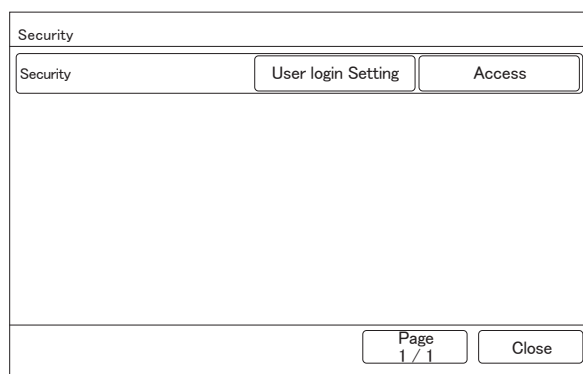 Security
Security User login Setting Access
Page
1 / 1
Close